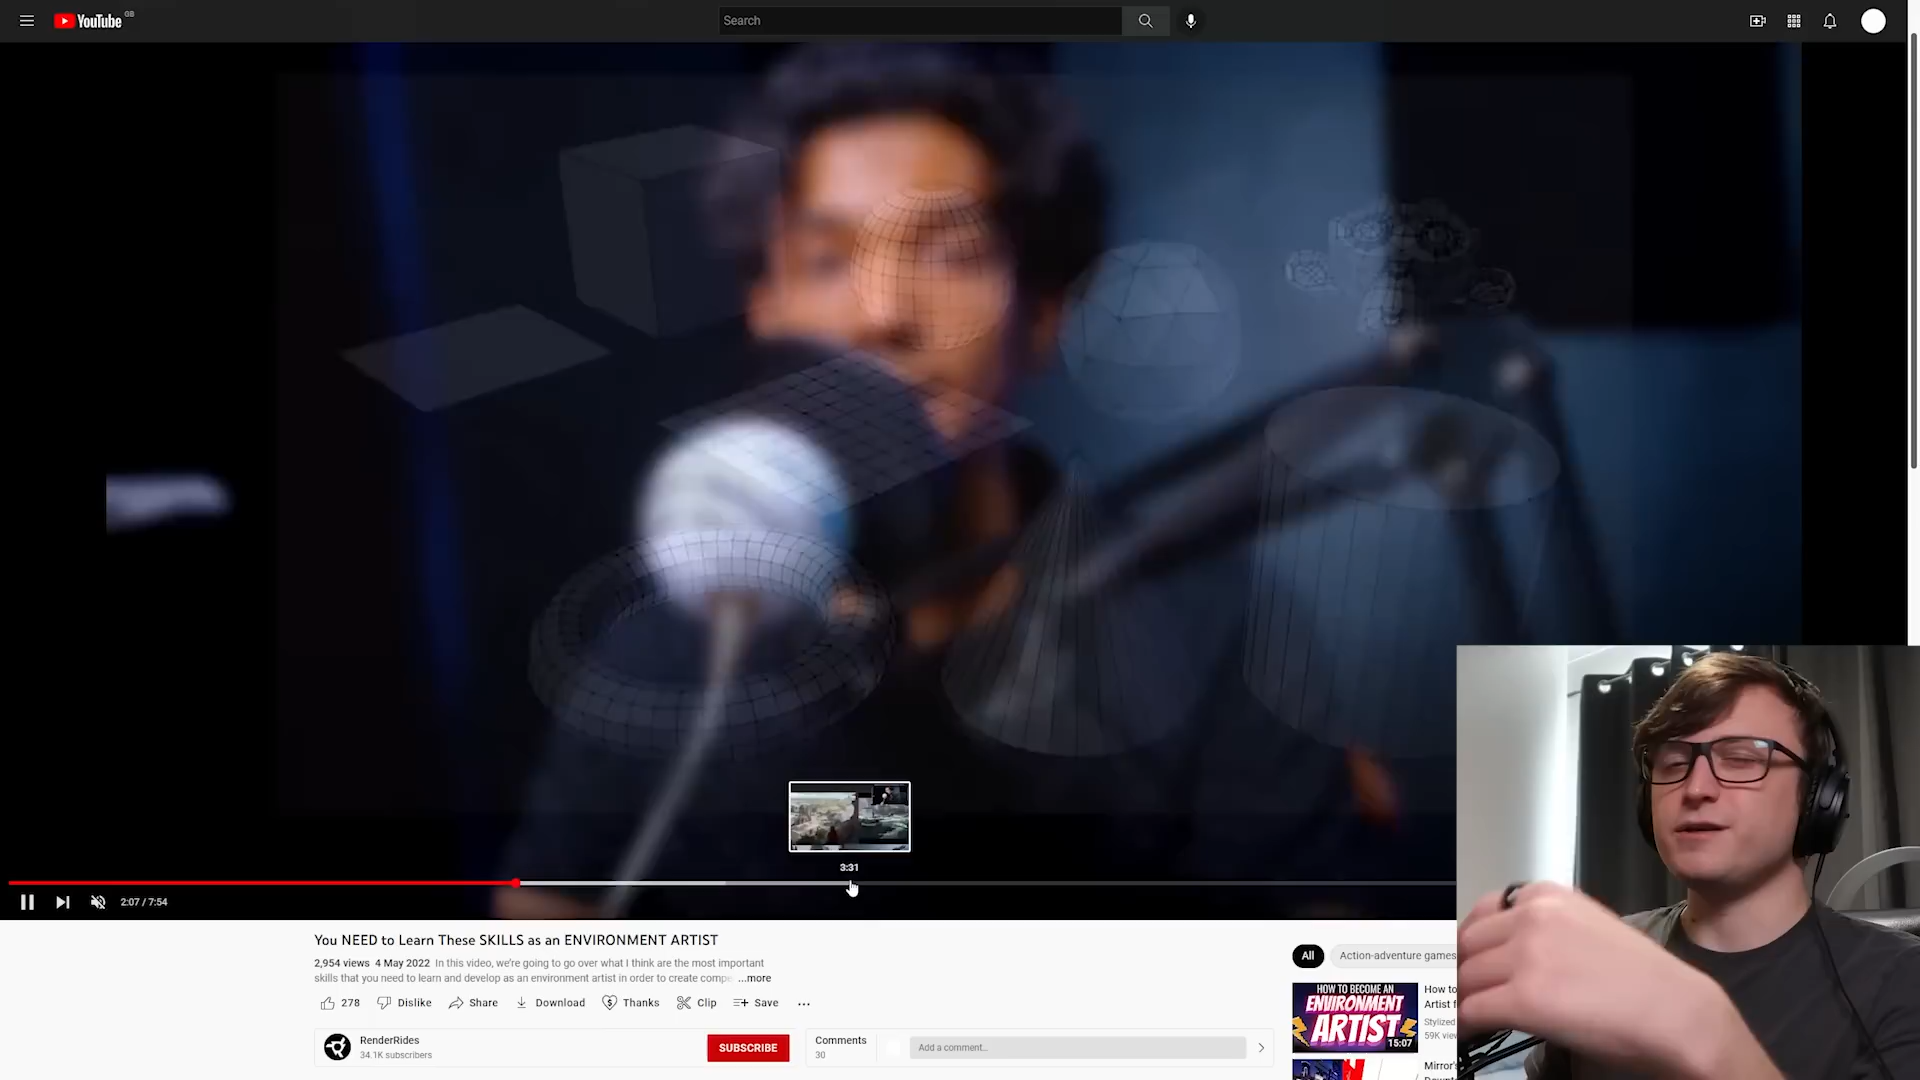 YouTube GB
Search
3:31
2:07 / 7:54
You NEED to Learn These SKILLS as an ENVIRONMENT ARTIST
2,954 views 4 May 2022 In this video, we're going to go over what I think are the most important
skills that you need to learn and develop as an environment artist in order to create compe ...more
278 Dislike Share Download Thanks Clip Save
RenderRides
34.1K subscribers
SUBSCRIBE
Comments
30
Add a comment...
All
Action-adventure games
HOW TO BECOME AN
ENVIRONMENT
ARTIST
15:07
How to
Artist f
Stylized
59K view
Mirror's